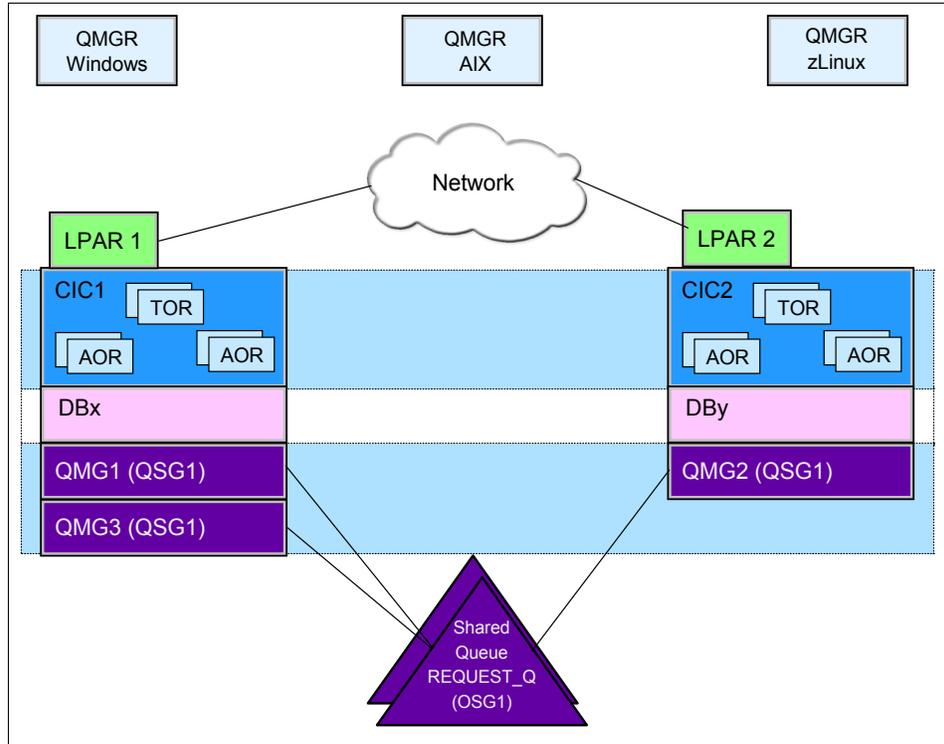 QMGR
Windows
QMGR
AIX
QMGR
zLinux
Network
LPAR 1
LPAR 2
CIC1
TOR
AOR
AOR
CIC2
TOR
AOR
AOR
DBx
DBy
QMG1 (QSG1)
QMG2 (QSG1)
QMG3 (QSG1)
Shared
Queue
REQUEST_Q
(OSG1)